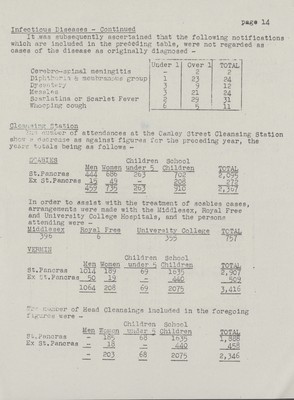 page 14
Infectious Diseases - Continued
It was subsequently ascertained that the following notifications
which are included in the preceding table, were not regarded as
cases of the disease as originally diagnosed -
Under 1 Over 1 TOTAL
Cerebro-spinal meningitis - 2 2
Diphtheria & membranous group 1 23 24
Dysentery 3 9 12
Measles 3 21 24
Scarlatina or Scarlet Fever 2 29 31
Whooping cough 6 5 11
Cleansing Station
The number of attendances at the Camley Street Cleansing Station
show a decrease as against figures for the preceding year, the
years totals being as follows -
SCABIES
Children School
Men Women under 5 Children TOTAL
St.Pancras 444 686 263 702 2,095
Ex St.Pancras 15 49 - 208 272
459 735 263 910 2,367
In order to assist with the treatment of scabies cases,
arrangements were made with the Middlesex, Royal Free
and University College Hospitals, and the persons
attending were -
Middlesex Royal Free University College TOTAL
396 6 355 757
VERMIN
Children School
Men Women under 5 Children TOTAL
St.Pancras 1014 189 69 1635 2,907
Ex St.Pancras 50 19 - 440 509
1064 208 69 2075 3,416
The number of Head Cleansings included in the foregoing
figures were -
Children School
Men Women under 5 Children TOTAL
St.Pancras - 185 68 1635 1,888
Ex St.Pancras - 18 - 440 458
- 203 68 2075 2,346